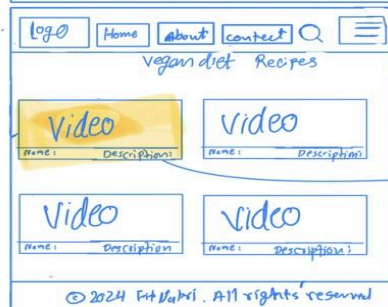 Logo Home About contect
Vegan diet Recipes
Video Video
Name: Description: Name: Description:
Video Video
Name: Description Name: Description:
© 2024 . All rights reserved